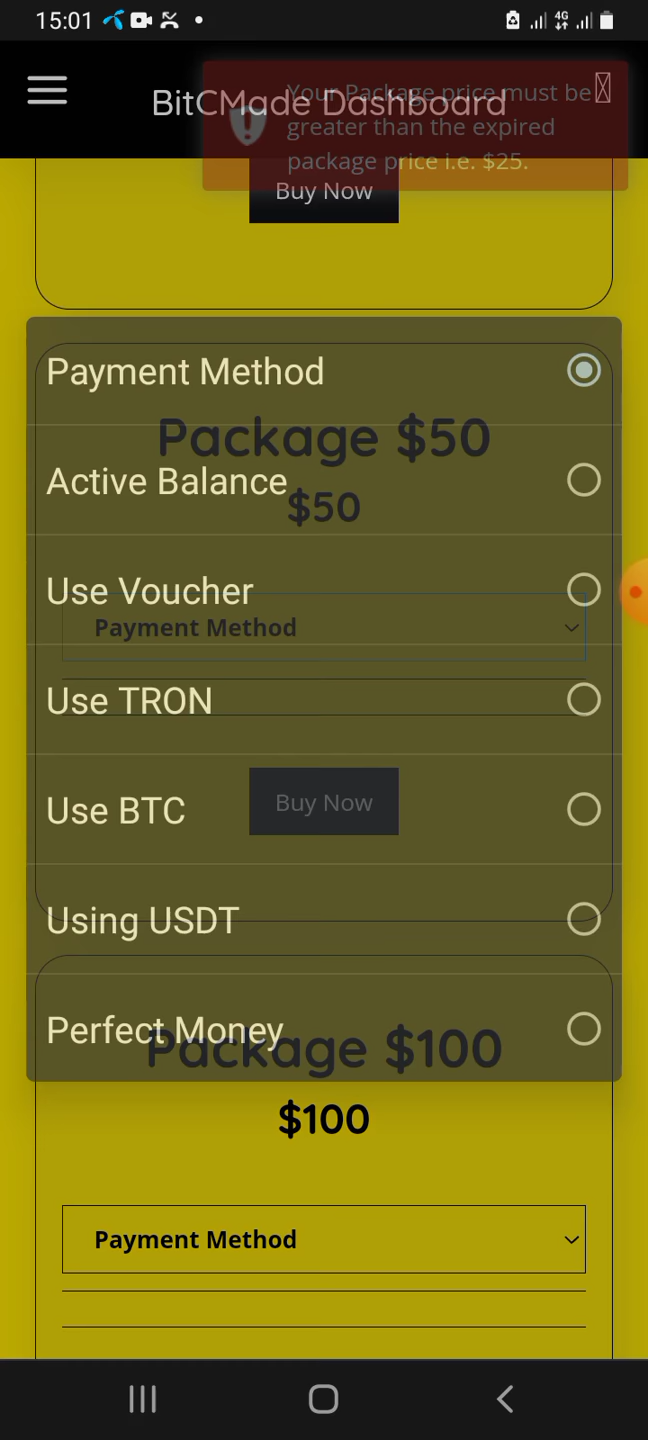 15:01
4G
BitCMade Dashboard
Your Package price must be
greater than the expired
package price i.e. $25.
Buy Now
Payment Method
Package $50
Active Balance
$50
Use Voucher
Payment Method
Use TRON
Buy Now
Use BTC
Using USDT
Perfect Money
Package $100
$100
Payment Method